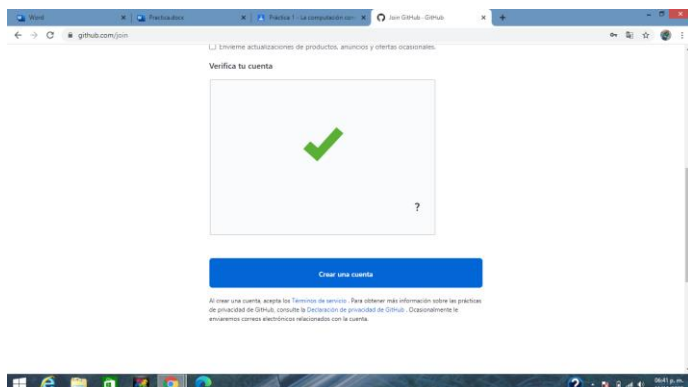 Word
Practica.docx
Práctica 1 - La computación com
Join GitHub · GitHub
github.com/join
Envíeme actualizaciones de productos, anuncios y ofertas ocasionales.
Verifica tu cuenta
?
Crear una cuenta
Al crear una cuenta, acepta los Términos de servicio . Para obtener más información sobre las prácticas
de privacidad de GitHub, consulte la Declaración de privacidad de GitHub . Ocasionalmente le
enviaremos correos electrónicos relacionados con la cuenta.
06:41 p. m.